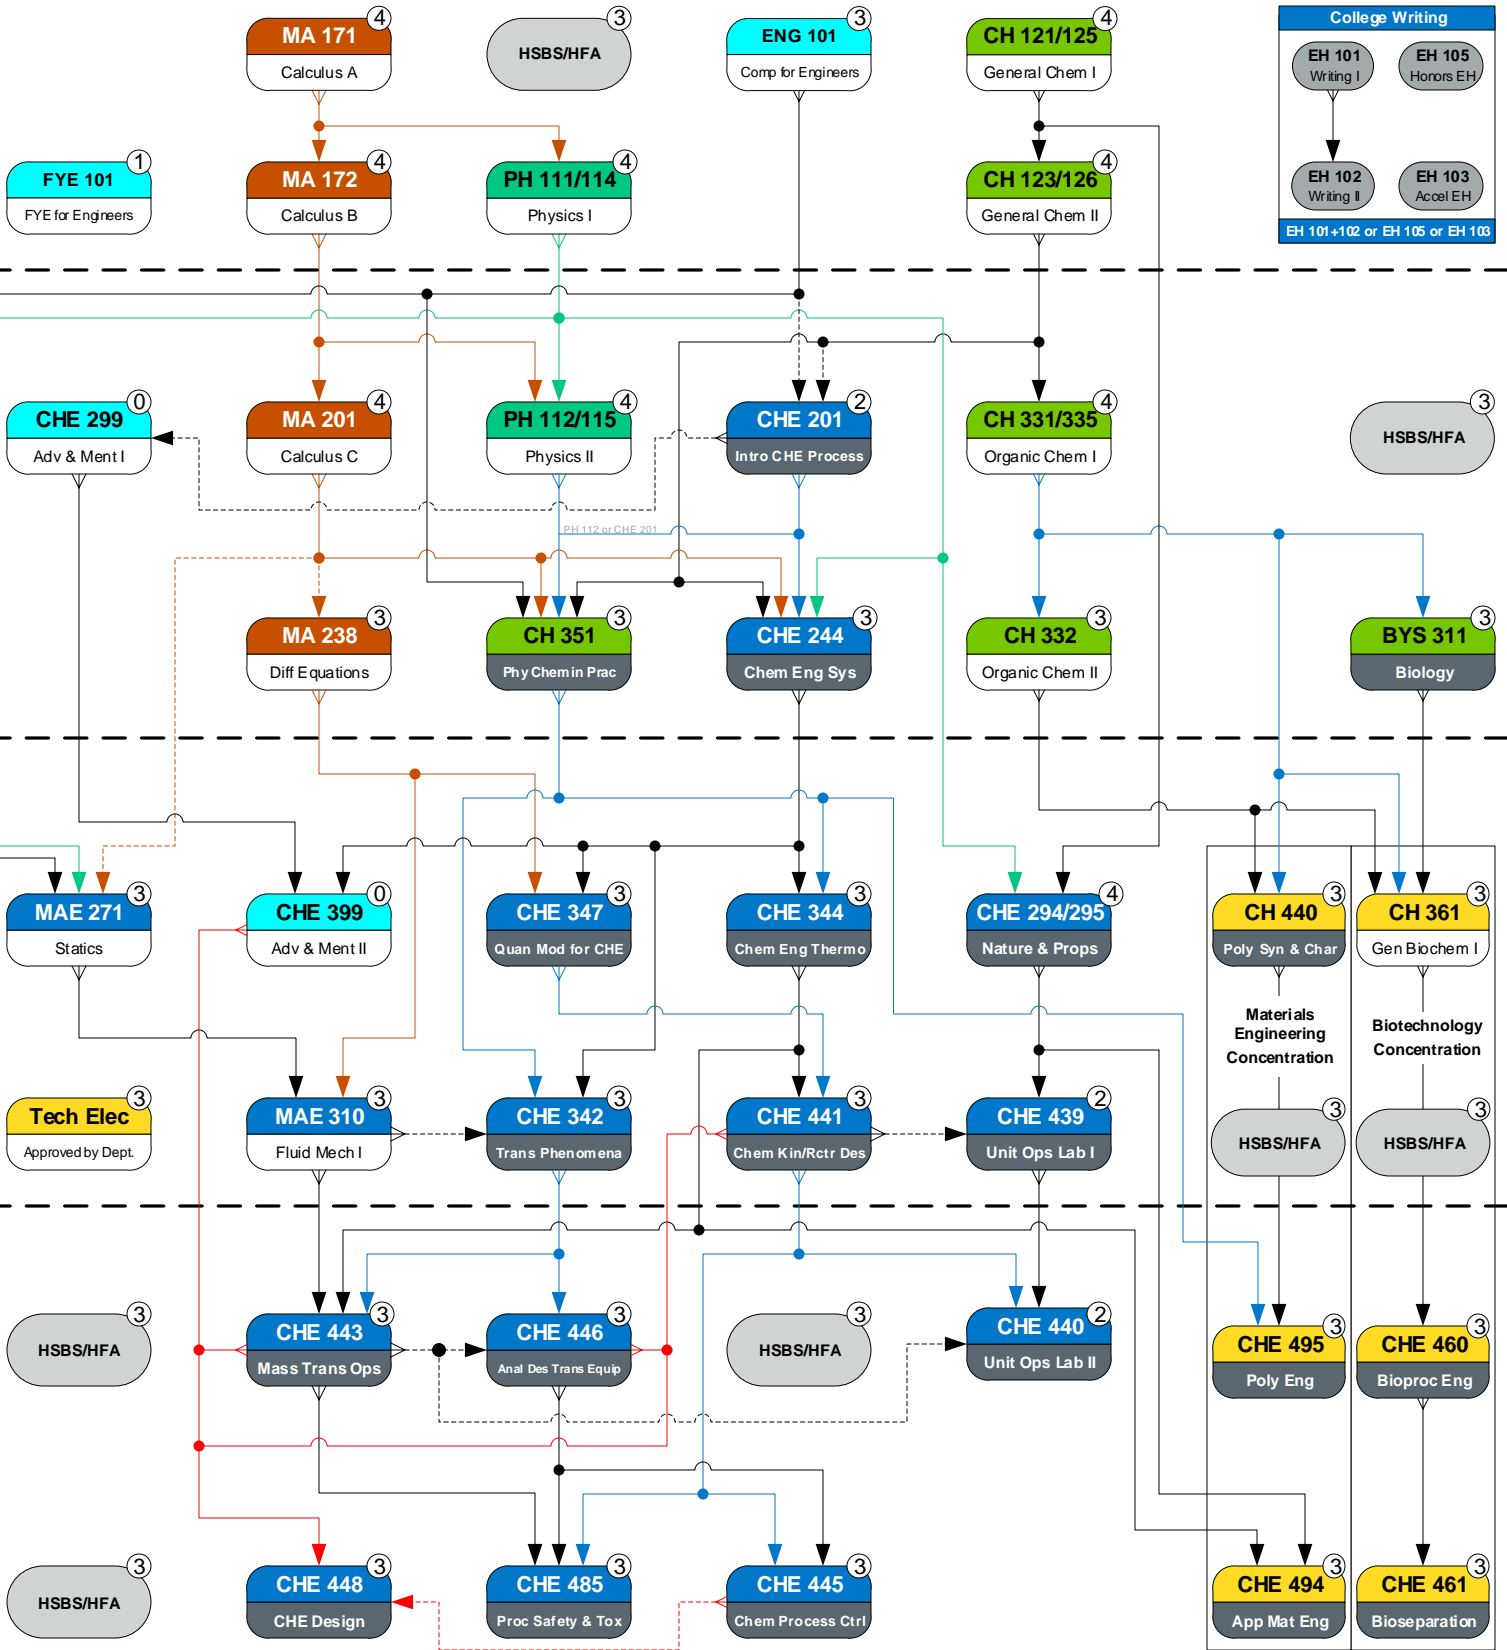 4
MA 171
Calculus A
3
HSBS/HFA
3
ENG 101
Comp for Engineers
4
CH 121/125
General Chem I
College Writing
EH 101
Writing I
EH 105
Honors EH
EH 102
Writing II
EH 103
Accel EH
EH 101+102 or EH 105 or EH 103
1
FYE 101
FYE for Engineers
4
MA 172
Calculus B
4
PH 111/114
Physics I
4
CH 123/126
General Chem II
0
CHE 299
Adv & Ment I
4
MA 201
Calculus C
4
PH 112/115
Physics II
2
CHE 201
Intro CHE Process
4
CH 331/335
Organic Chem I
3
HSBS/HFA
PH 112 or CHE 201
3
MA 238
Diff Equations
3
CH 351
Phy Chem in Prac
3
CHE 244
Chem Eng Sys
3
CH 332
Organic Chem II
3
BYS 311
Biology
3
MAE 271
Statics
0
CHE 399
Adv & Ment II
3
CHE 347
Quan Mod for CHE
3
CHE 344
Chem Eng Thermo
4
CHE 294/295
Nature & Props
3
CH 440
Poly Syn & Char
3
CH 361
Gen Biochem I
Materials
Engineering
Concentration
Biotechnology
Concentration
3
Tech Elec
Approved by Dept.
3
MAE 310
Fluid Mech I
3
CHE 342
Trans Phenomena
3
CHE 441
Chem Kin/Rctr Des
2
CHE 439
Unit Ops Lab I
3
HSBS/HFA
3
HSBS/HFA
3
HSBS/HFA
3
CHE 443
Mass Trans Ops
3
CHE 446
Anal Des Trans Equip
3
HSBS/HFA
2
CHE 440
Unit Ops Lab II
3
CHE 495
Poly Eng
3
CHE 460
Bioproc Eng
3
HSBS/HFA
3
CHE 448
CHE Design
3
CHE 485
Proc Safety & Tox
3
CHE 445
Chem Process Ctrl
3
CHE 494
App Mat Eng
3
CHE 461
Bioseparation